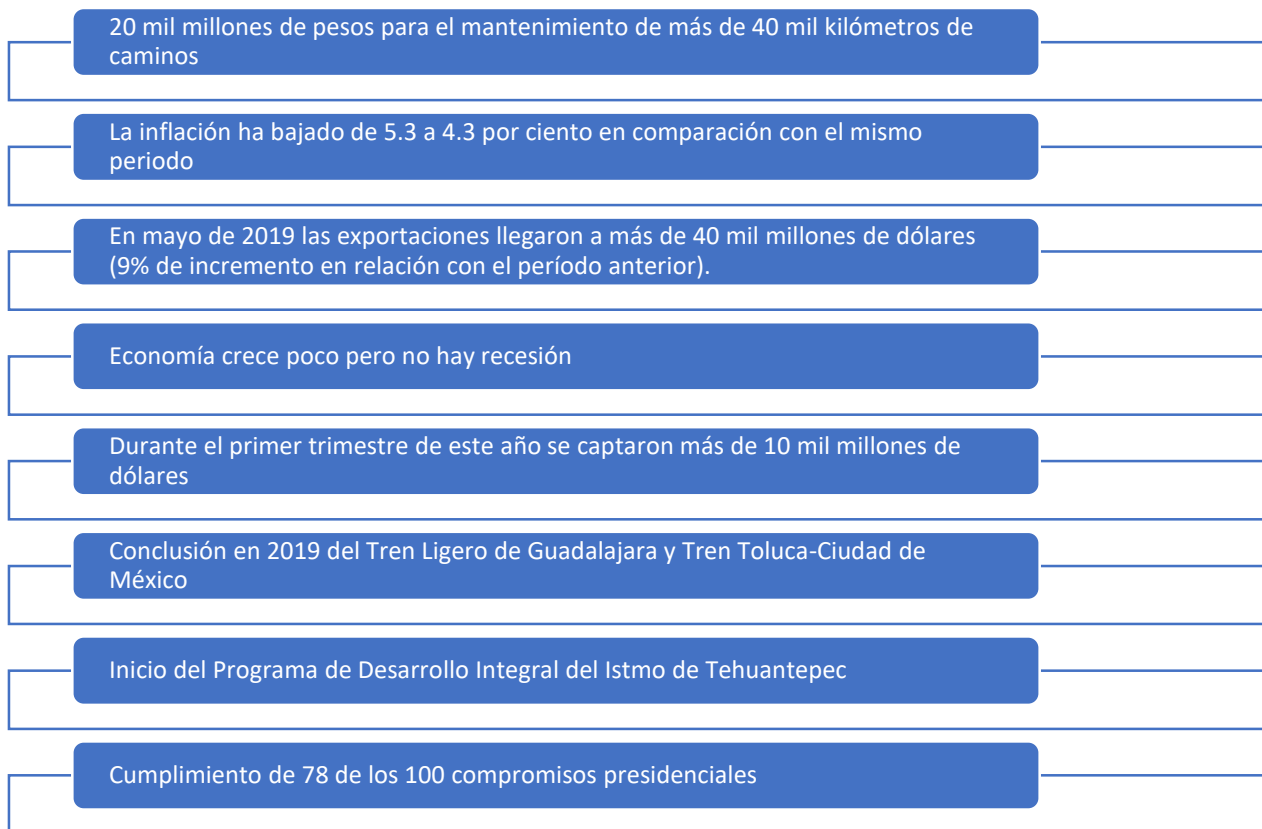 20 mil millones de pesos para el mantenimiento de más de 40 mil kilómetros de
caminos
La inflación ha bajado de 5.3 a 4.3 por ciento en comparación con el mismo
periodo
En mayo de 2019 las exportaciones llegaron a más de 40 mil millones de dólares
(9% de incremento en relación con el período anterior).
Economía crece poco pero no hay recesión
Durante el primer trimestre de este año se captaron más de 10 mil millones de
dólares
Conclusión en 2019 del Tren Ligero de Guadalajara y Tren Toluca-Ciudad de
México
Inicio del Programa de Desarrollo Integral del Istmo de Tehuantepec
Cumplimiento de 78 de los 100 compromisos presidenciales